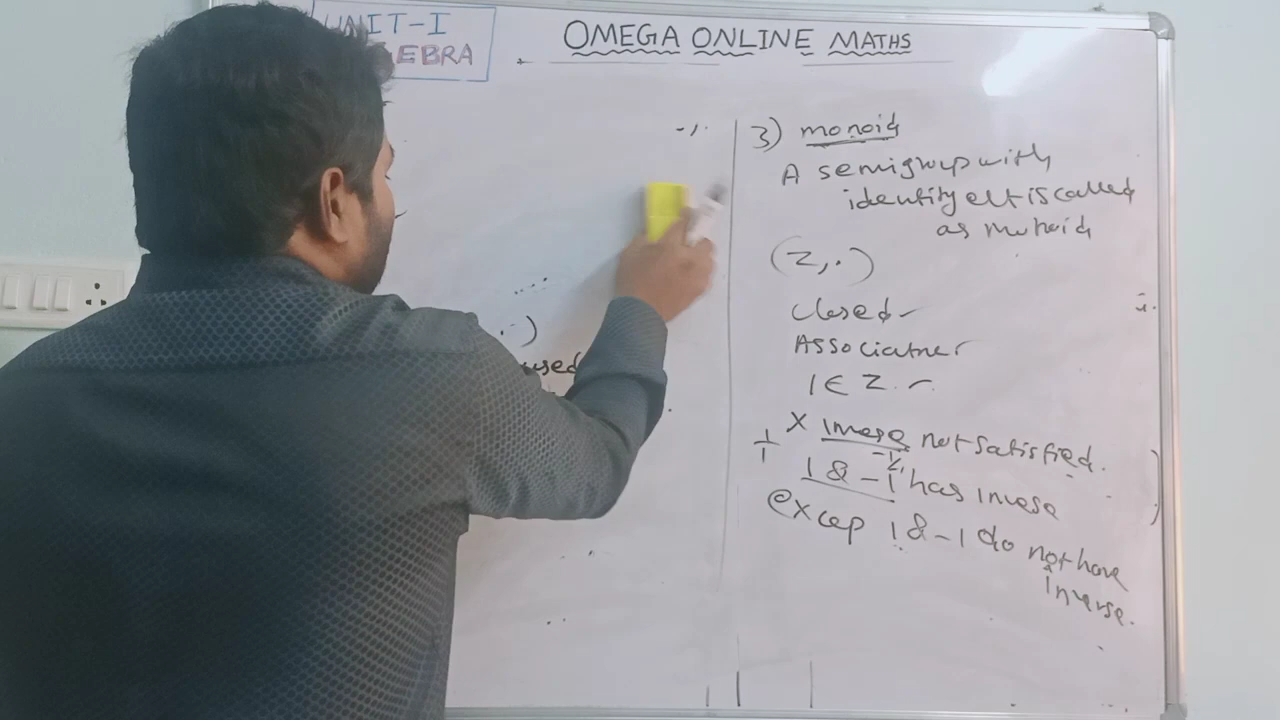 UNIT-I
EBRA
OMEGA ONLINE MATHS
3) monoid
A semigroup with
identity elt is called
as monoid
(Z, .)
closed
Associative
1 ∈ Z.
× inverse not satisfied.
1 & -1 has inverse
excep 1 & -1 do not have
inverse.